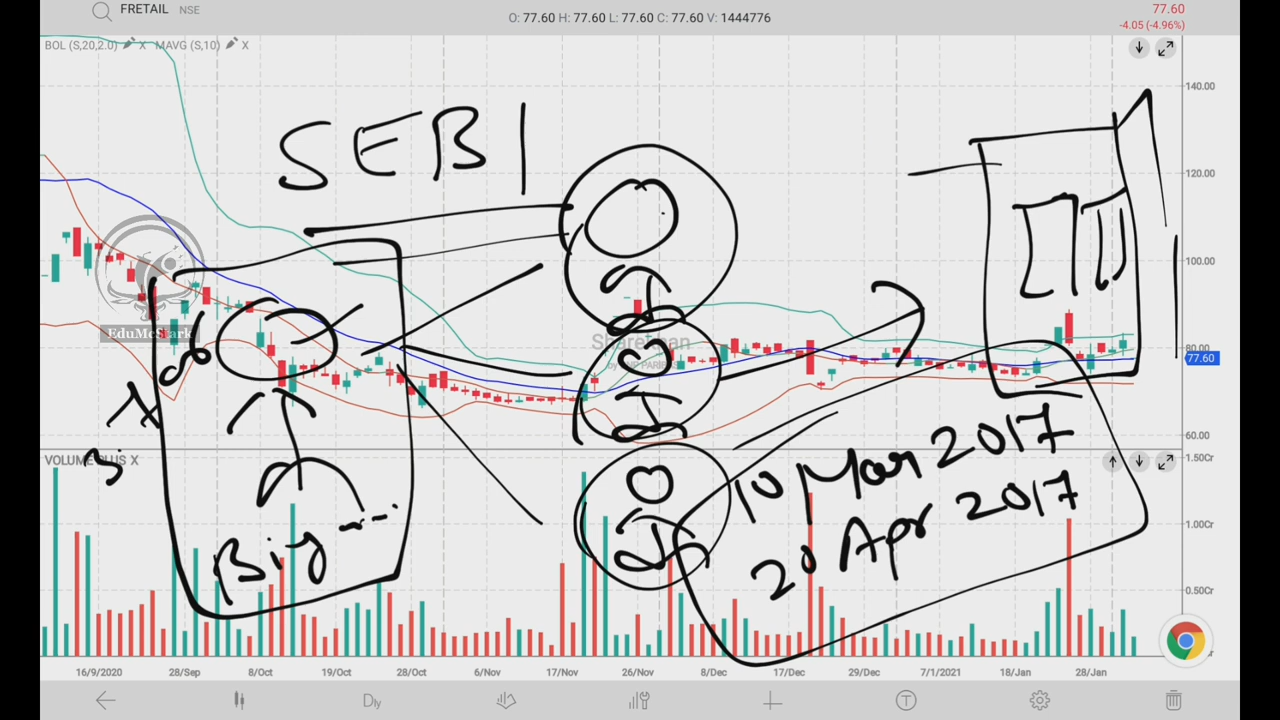 FRETAIL NSE
O: 77.60 H: 77.60 L: 77.60 C: 77.60 V: 1444776
77.60
-4.05 (-4.96%)
BOL (S,20,2.0) X MAVG (S,10) X
140.00
SEBI
120.00
100.00
EduMeStark
Sharekhan
80.00
77.60
60.00
10 Mar 2017
20 Apr 2017
Big
VOLUME PLUS X
1.50Cr
1.00Cr
0.50Cr
16/9/2020 28/Sep 8/Oct 19/Oct 28/Oct 6/Nov 17/Nov 26/Nov 8/Dec 17/Dec 29/Dec 7/1/2021 18/Jan 28/Jan
Dly
T